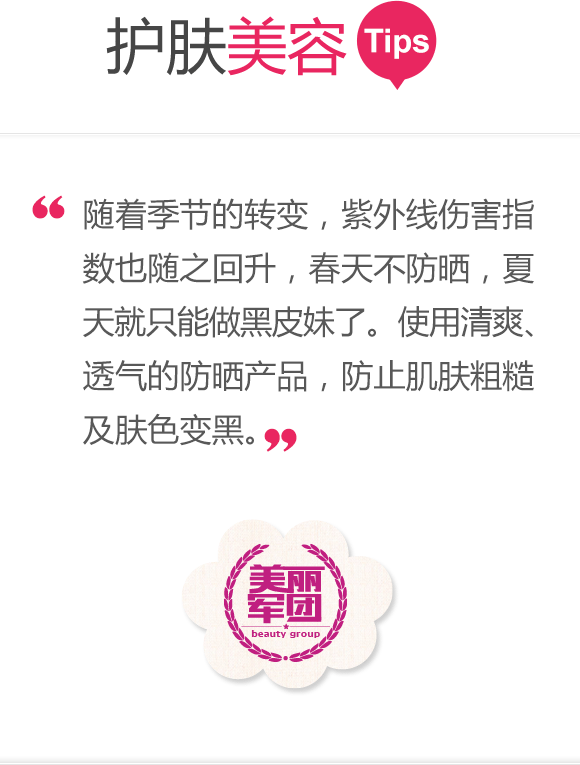 护肤美容 Tips
“ 随着季节的转变，紫外线伤害指
数也随之回升，春天不防晒，夏
天就只能做黑皮妹了。使用清爽、
透气的防晒产品，防止肌肤粗糙
及肤色变黑。”
美丽
军团
beauty group